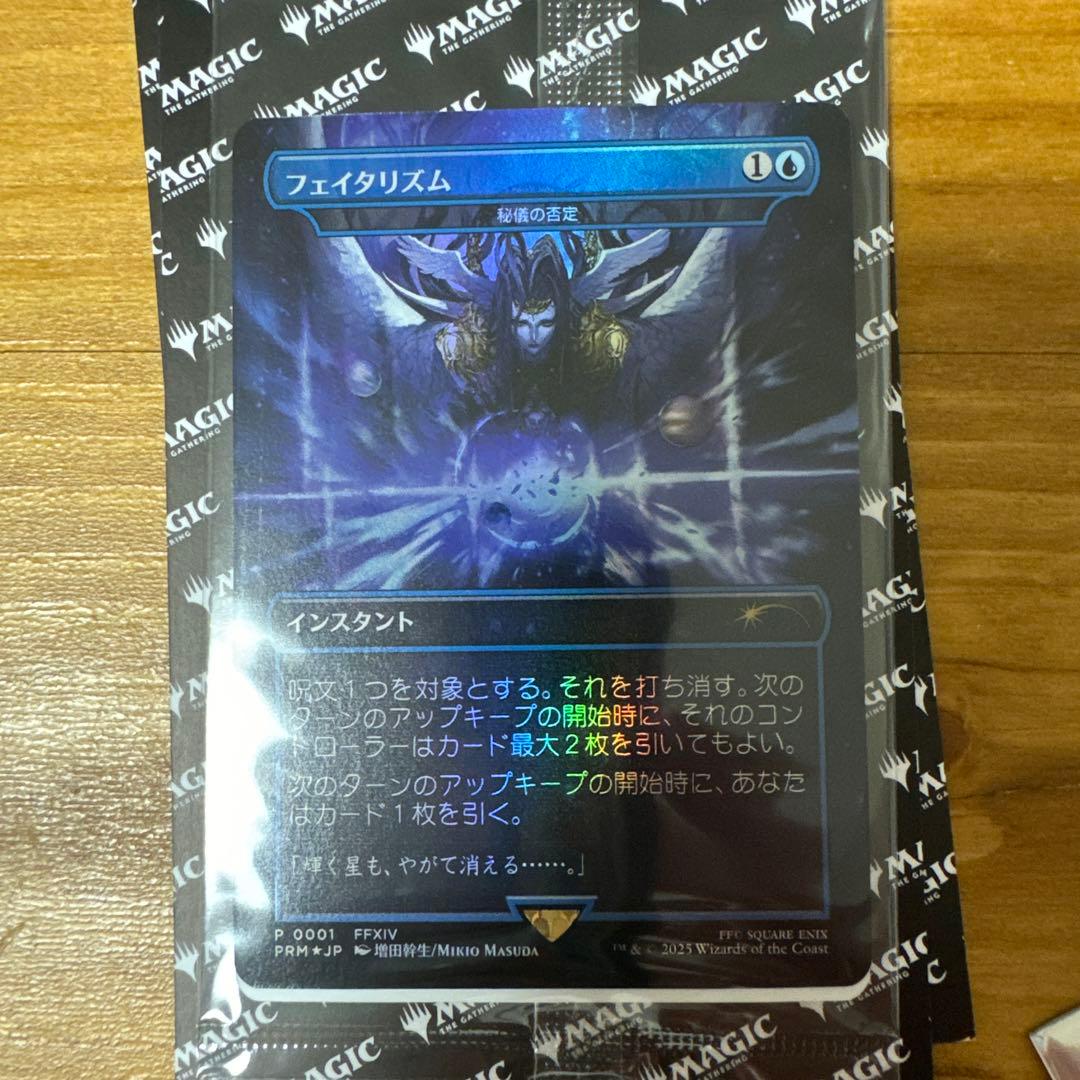 MAGIC
THE GATHERING
フェイタリズム
1
秘儀の否定
インスタント
呪文1つを対象とする。それを打ち消す。次の
ターンのアップキープの開始時に、それのコン
トローラーはカード最大2枚を引いてもよい。
次のターンのアップキープの開始時に、あなた
はカード1枚を引く。
「輝く星も、やがて消える……。」
P 0001 FFXIV
PRM★JP 増田幹生/MIKIO MASUDA
FF© SQUARE ENIX
™ & © 2025 Wizards of the Coast